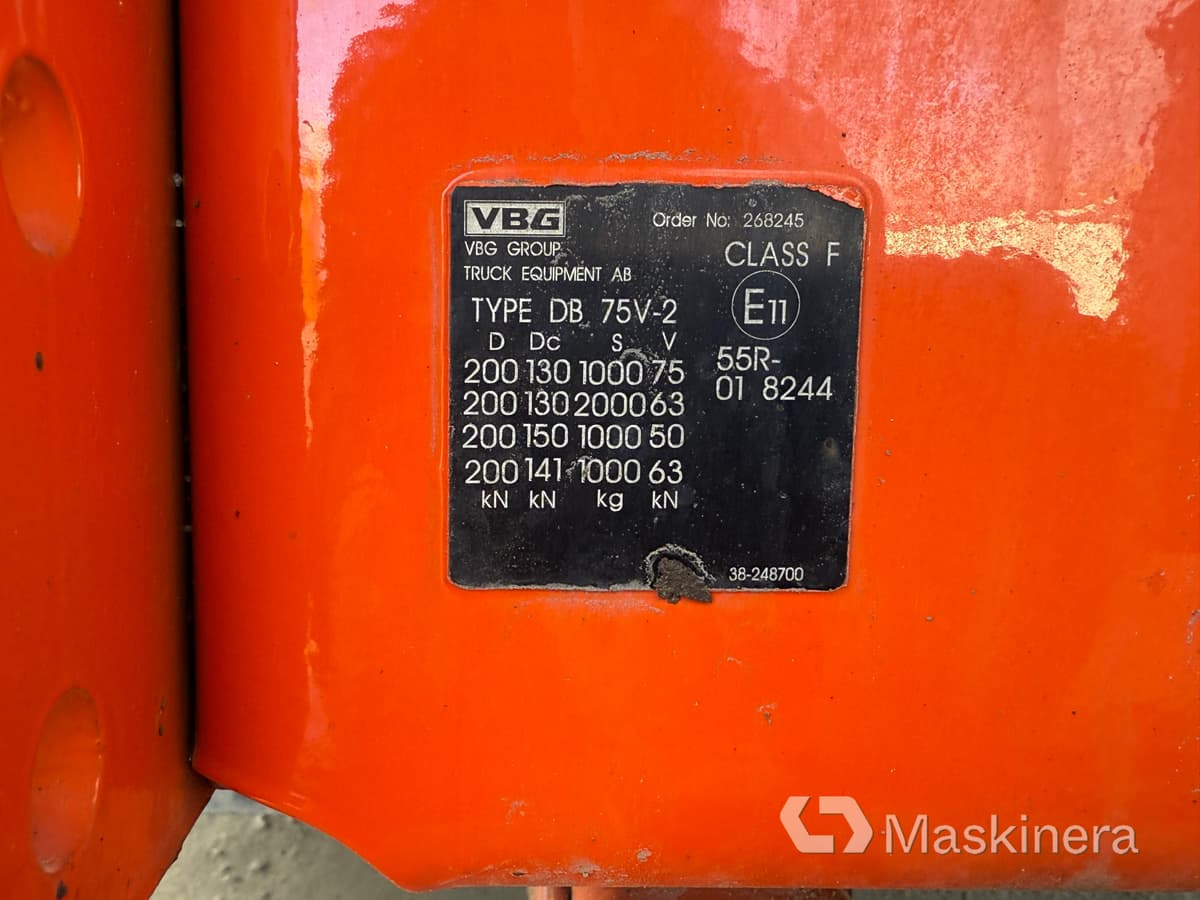 VBG
Order No: 268245
VBG GROUP
CLASS F
TRUCK EQUIPMENT AB
E11
TYPE DB 75V-2
D Dc S V
55R-
200 130 1000 75
01 8244
200 130 2000 63
200 150 1000 50
200 141 1000 63
kN kN kg kN
38-248700
Maskinera